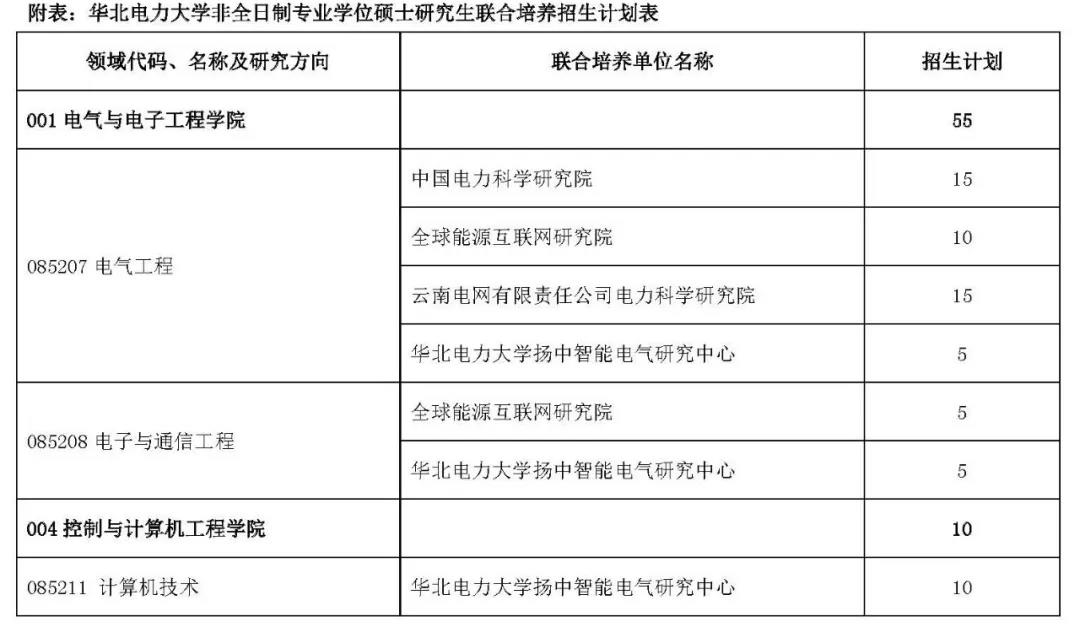 附表：华北电力大学非全日制专业学位硕士研究生联合培养招生计划表
领域代码、名称及研究方向 联合培养单位名称 招生计划
001 电气与电子工程学院 55
085207 电气工程
中国电力科学研究院 15
全球能源互联网研究院 10
云南电网有限责任公司电力科学研究院 15
华北电力大学扬中智能电气研究中心 5
085208 电子与通信工程
全球能源互联网研究院 5
华北电力大学扬中智能电气研究中心 5
004 控制与计算机工程学院 10
085211 计算机技术 华北电力大学扬中智能电气研究中心 10